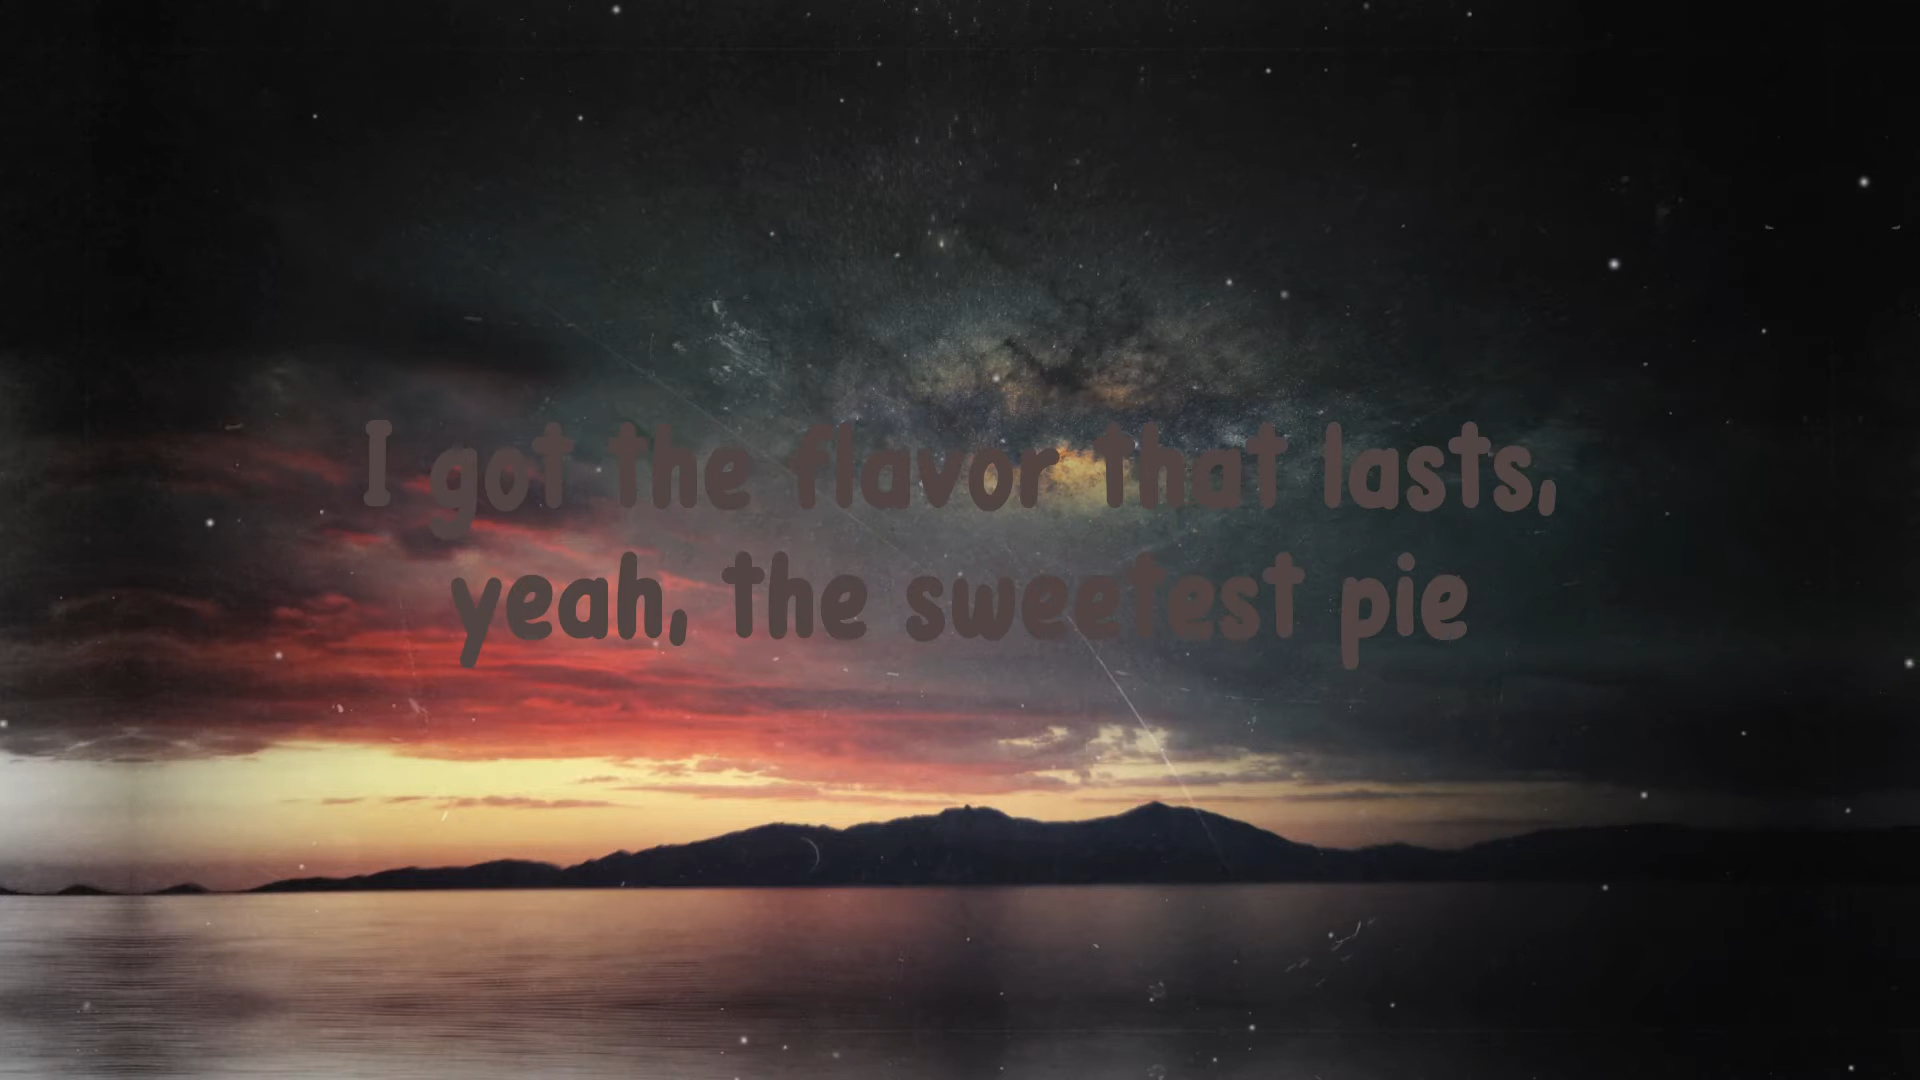 I got the flavor that lasts,
yeah, the sweetest pie